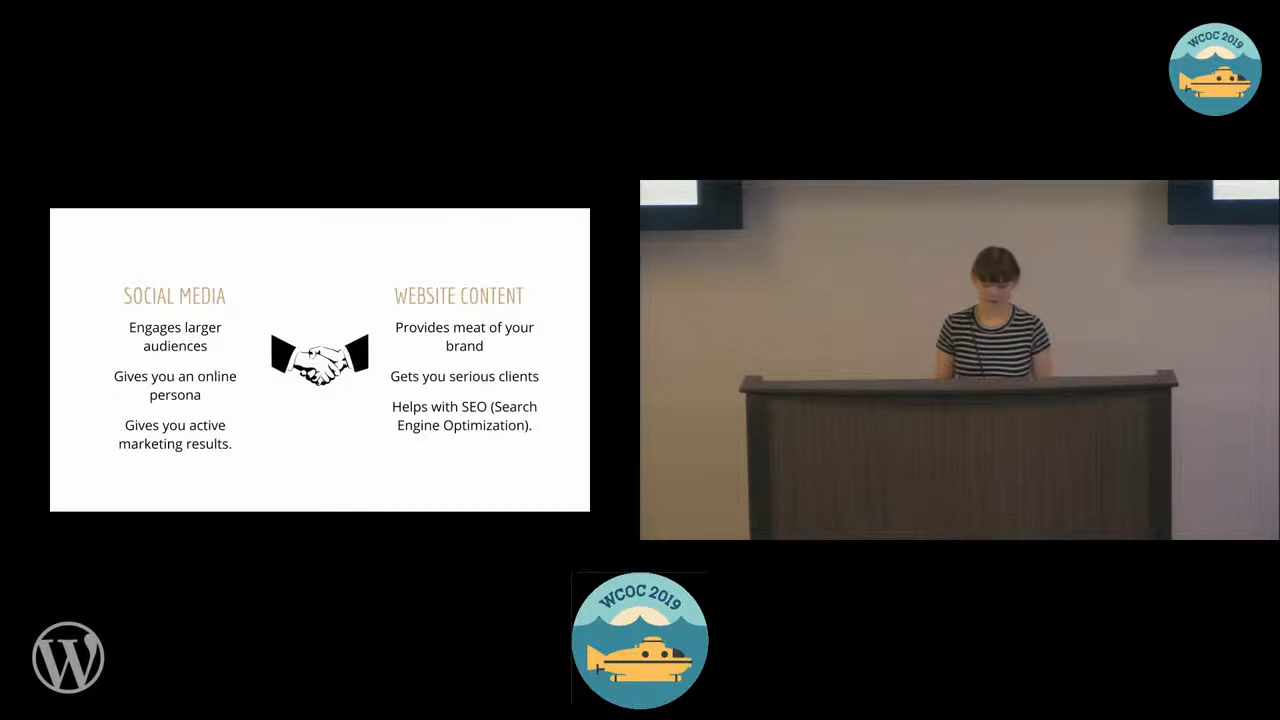 WCOC 2019
SOCIAL MEDIA
Engages larger
audiences
Gives you an online
persona
Gives you active
marketing results.
WEBSITE CONTENT
Provides meat of your
brand
Gets you serious clients
Helps with SEO (Search
Engine Optimization).
WCOC 2019
W